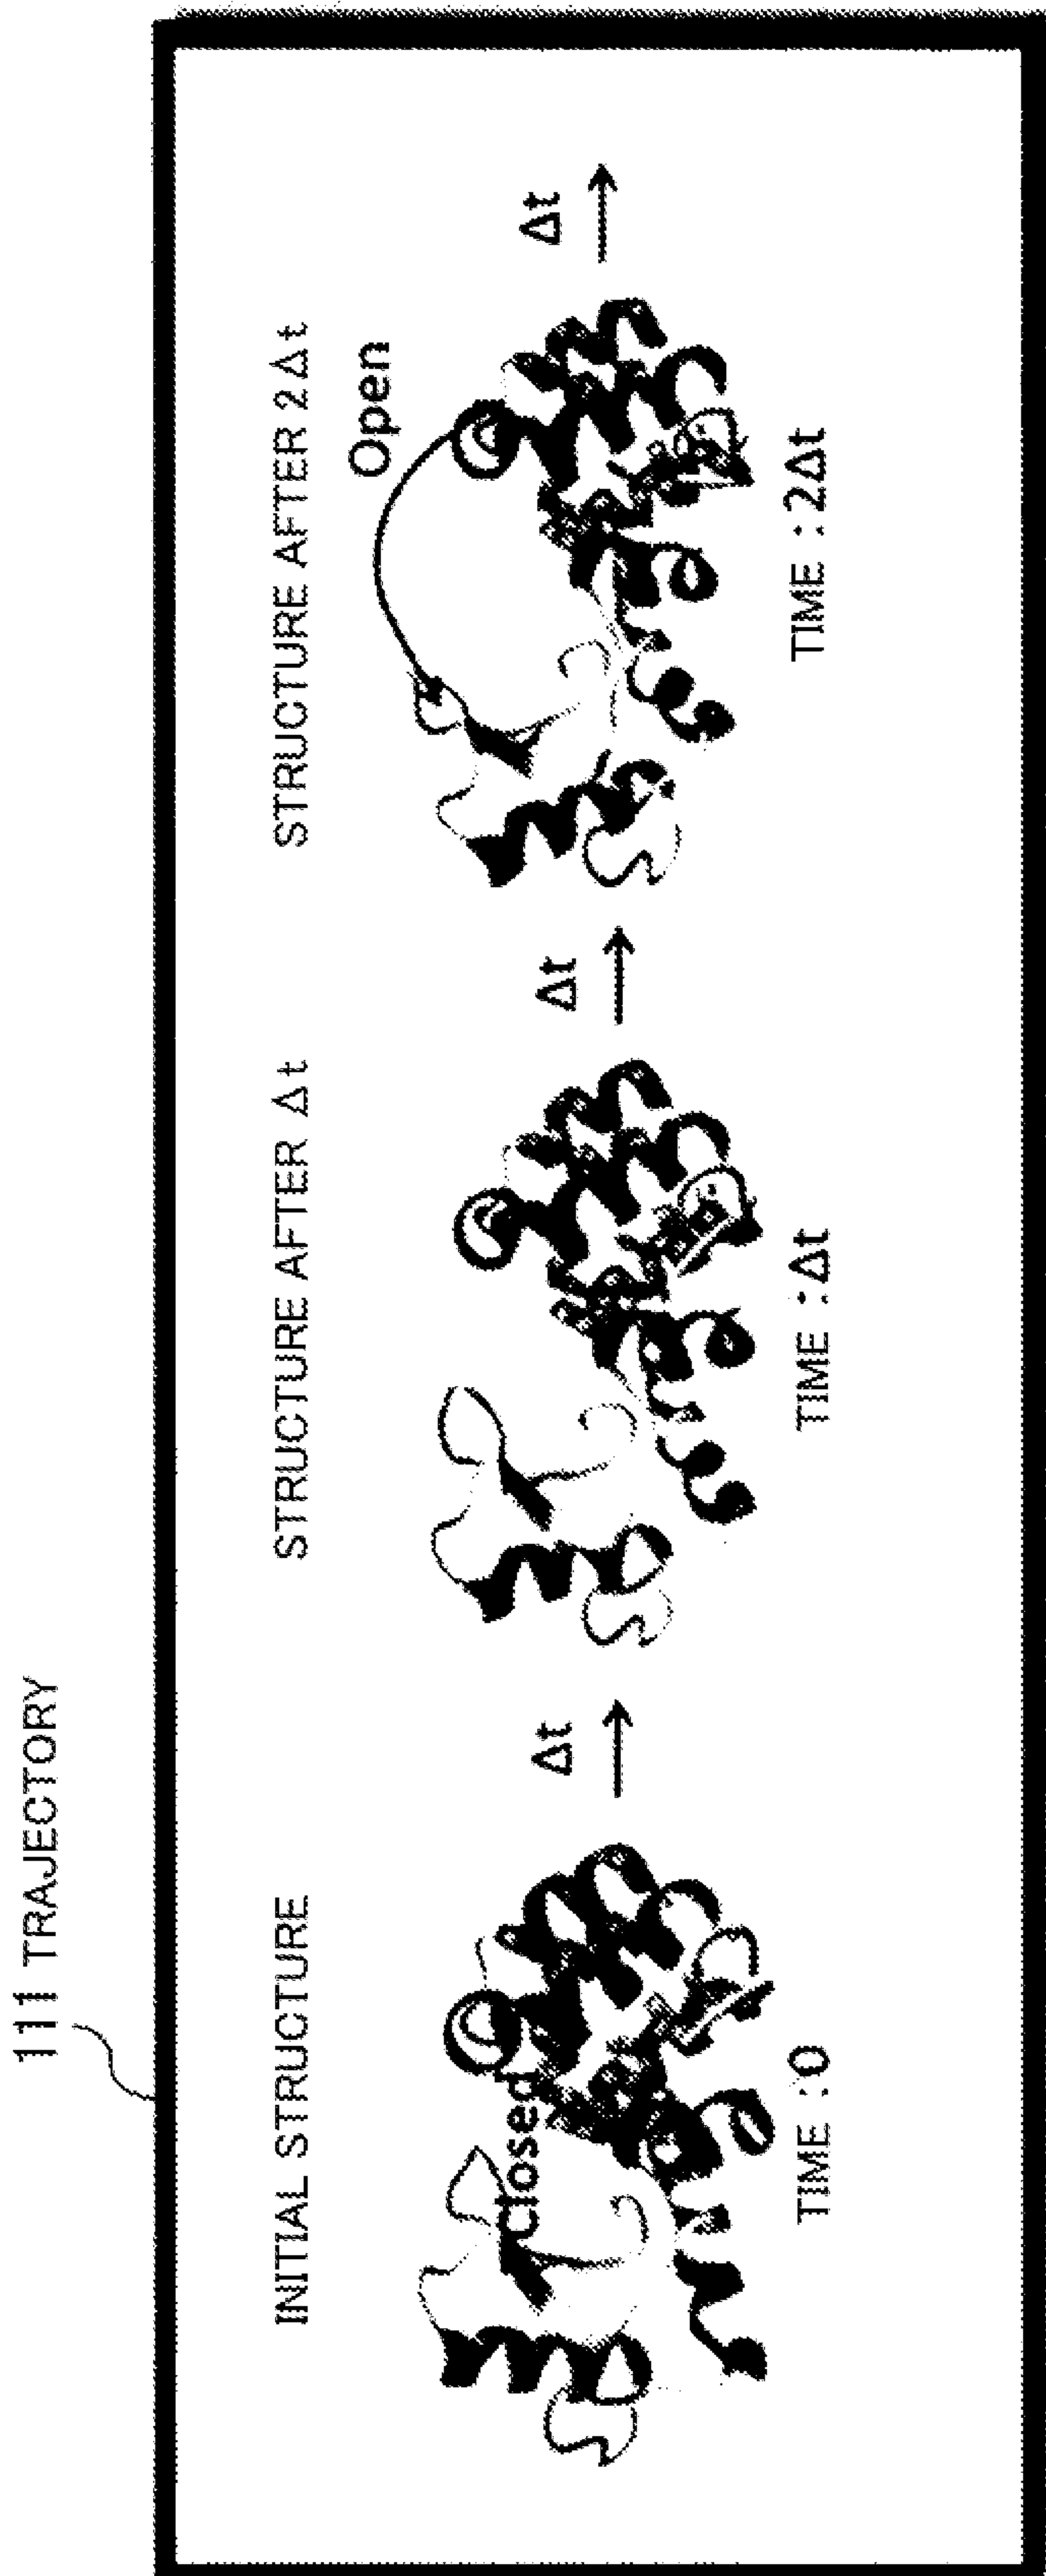 111 TRAJECTORY
INITIAL STRUCTURE
STRUCTURE AFTER Δt
STRUCTURE AFTER 2Δt
Closed
Open
Δt
Δt
Δt
TIME :0
TIME :Δt
TIME :2Δt